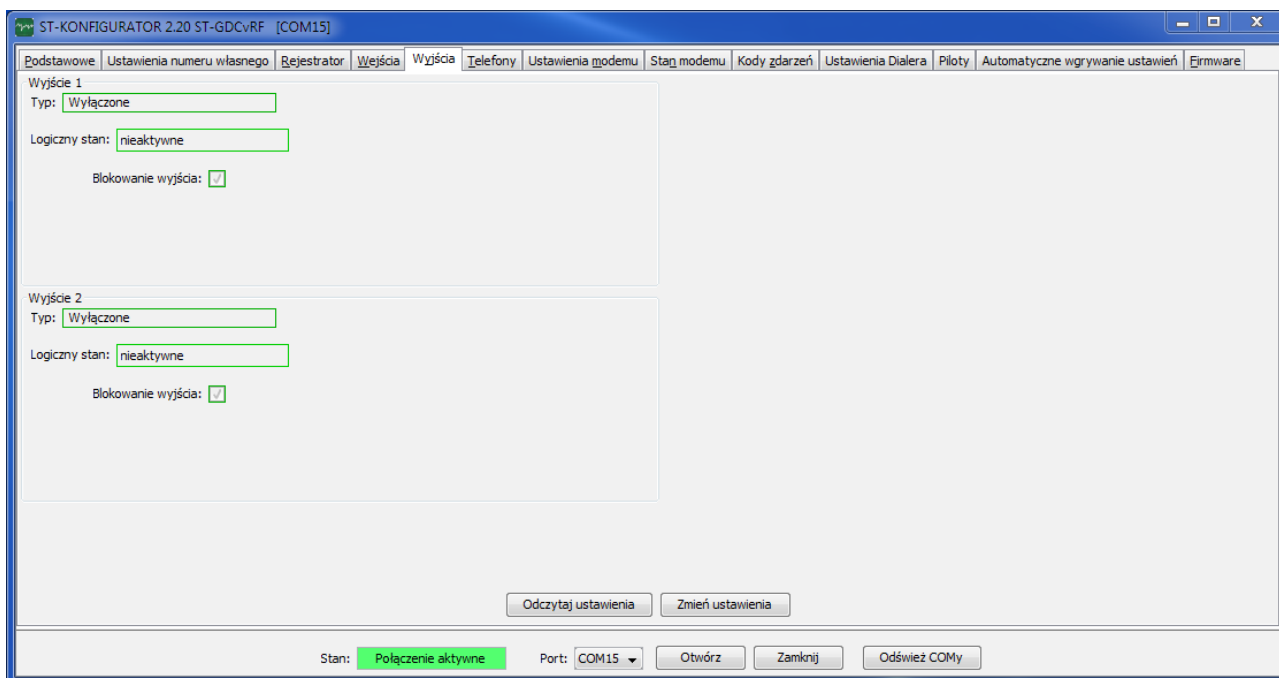 ST-KONFIGURATOR 2.20 ST-GDCvRF [COM15]
Podstawowe Ustawienia numeru własnego Rejestrator Wejścia Wyjścia Telefony Ustawienia modemu Stan modemu Kody zdarzeń Ustawienia Dialera Piloty Automatyczne wgrywanie ustawień Firmware
Wyjście 1
Typ: Wyłączone
Logiczny stan: nieaktywne
Blokowanie wyjścia:
Wyjście 2
Typ: Wyłączone
Logiczny stan: nieaktywne
Blokowanie wyjścia:
Odczytaj ustawienia Zmień ustawienia
Stan: Połączenie aktywne Port: COM15 Otwórz Zamknij Odśwież COMy